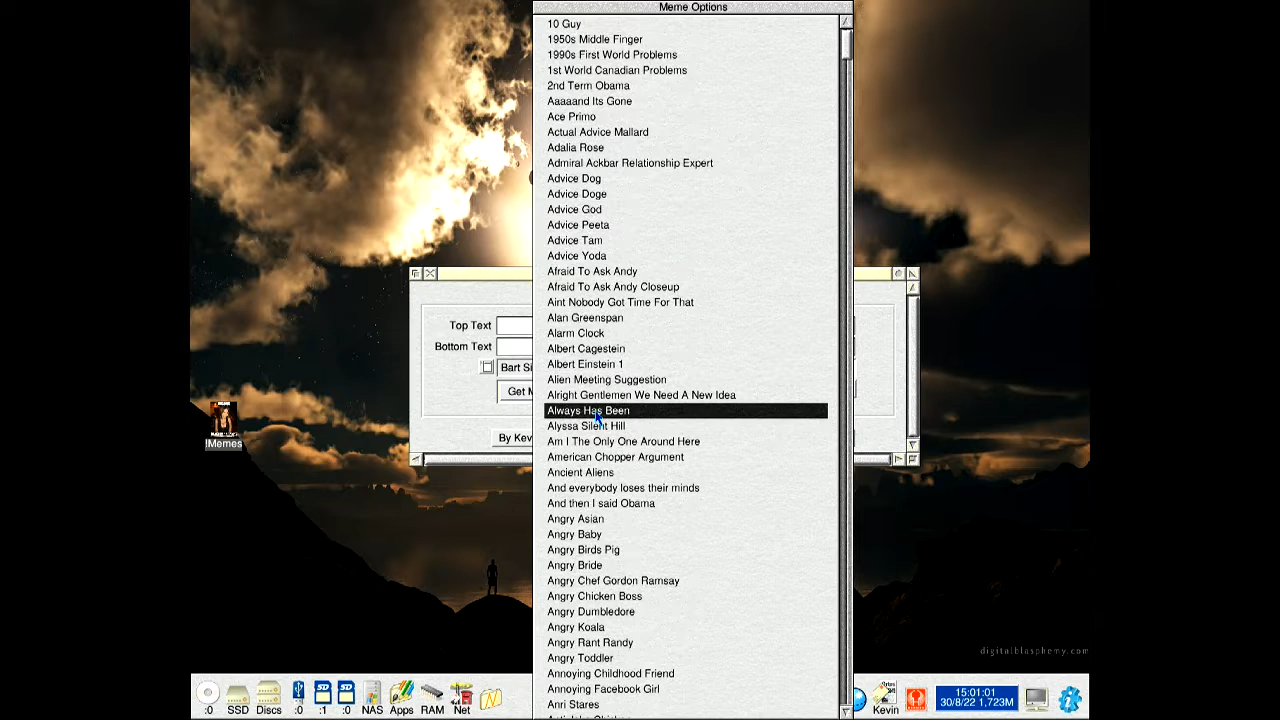 Meme Options
10 Guy
1950s Middle Finger
1990s First World Problems
1st World Canadian Problems
2nd Term Obama
Aaaaand Its Gone
Ace Primo
Actual Advice Mallard
Adalia Rose
Admiral Ackbar Relationship Expert
Advice Dog
Advice Doge
Advice God
Advice Peeta
Advice Tam
Advice Yoda
Afraid To Ask Andy
Afraid To Ask Andy Closeup
Aint Nobody Got Time For That
Alan Greenspan
Alarm Clock
Albert Cagestein
Albert Einstein 1
Alien Meeting Suggestion
Alright Gentlemen We Need A New Idea
Always Has Been
Alyssa Silent Hill
Am I The Only One Around Here
American Chopper Argument
Ancient Aliens
And everybody loses their minds
And then I said Obama
Angry Asian
Angry Baby
Angry Birds Pig
Angry Bride
Angry Chef Gordon Ramsay
Angry Chicken Boss
Angry Dumbledore
Angry Koala
Angry Rant Randy
Angry Toddler
Annoying Childhood Friend
Annoying Facebook Girl
Anri Stares
Top Text
Bottom Text
Bart Si
Get M
By Kev
!Memes
digitalblasphemy.com
:0 SSD Discs :0 :1 :0 NAS Apps RAM Net
Kevin
15:01:01
30/8/22 1,723M